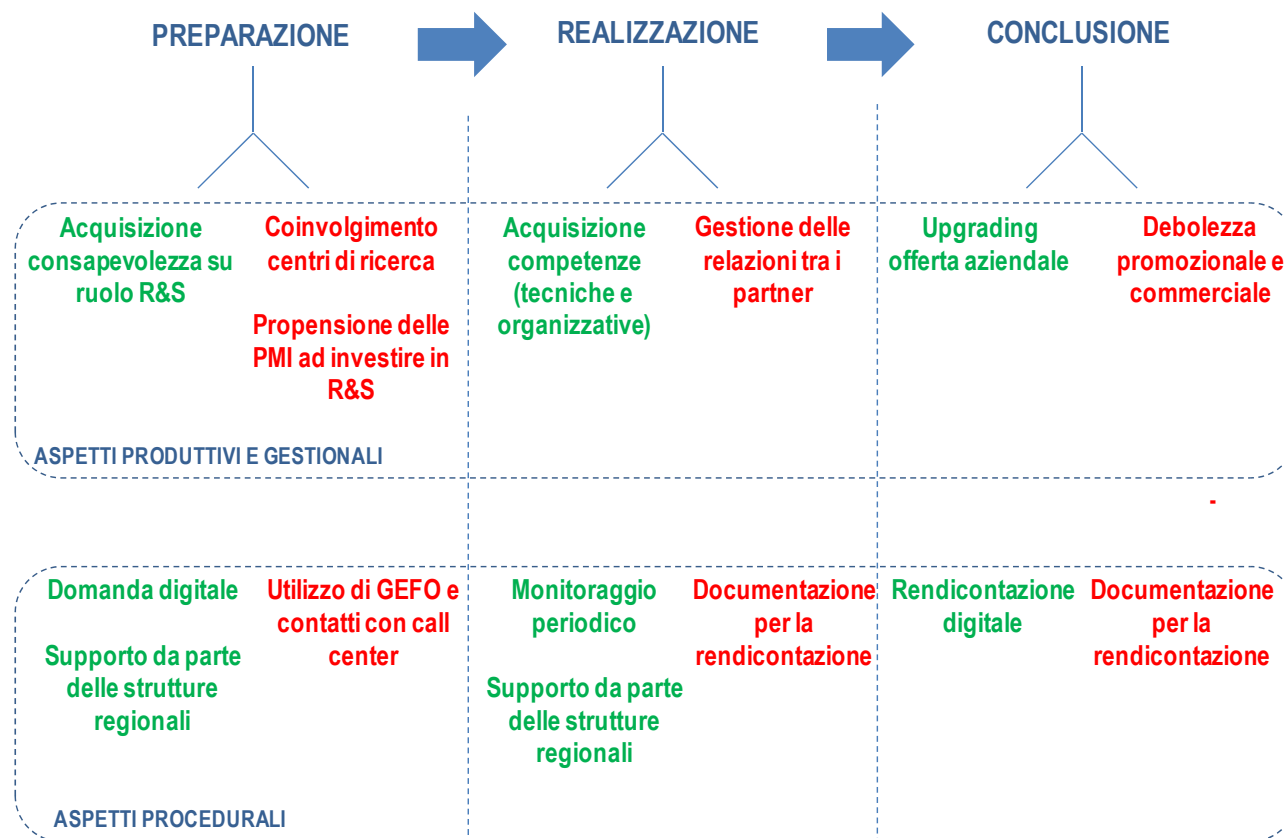 PREPARAZIONE
REALIZZAZIONE
CONCLUSIONE
Acquisizione
consapevolezza su
ruolo R&S
Coinvolgimento
centri di ricerca
Propensione delle
PMI ad investire in
R&S
Acquisizione
competenze
(tecniche e
organizzative)
Gestione delle
relazioni tra i
partner
Upgrading
offerta aziendale
Debolezza
promozionale e
commerciale
ASPETTI PRODUTTIVI E GESTIONALI
-
Domanda digitale
Supporto da parte
delle strutture
regionali
Utilizzo di GEFO e
contatti con call
center
Monitoraggio
periodico
Supporto da parte
delle strutture
regionali
Documentazione
per la
rendicontazione
Rendicontazione
digitale
Documentazione
per la
rendicontazione
ASPETTI PROCEDURALI